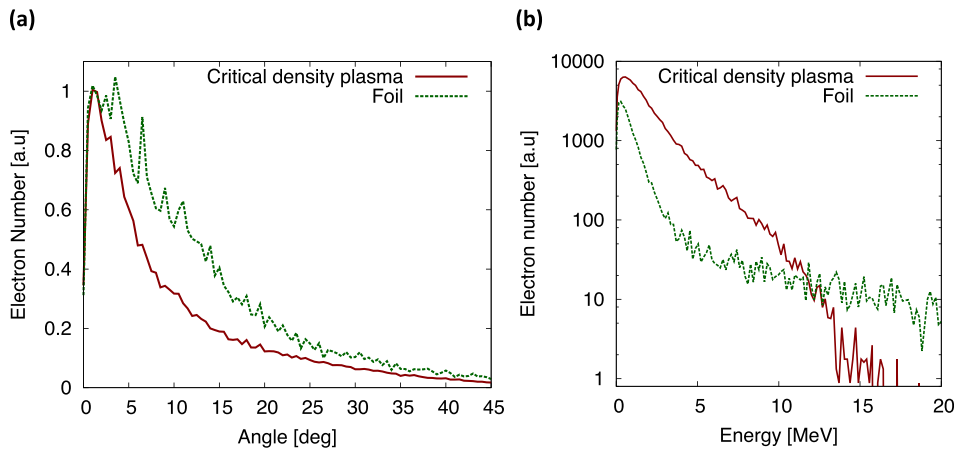 (a)
Critical density plasma
Foil
Electron Number [a.u]
1
0.8
0.6
0.4
0.2
0
0 5 10 15 20 25 30 35 40 45
Angle [deg]
(b)
Critical density plasma
Foil
Electron number [a.u]
10000
1000
100
10
1
0 5 10 15 20
Energy [MeV]